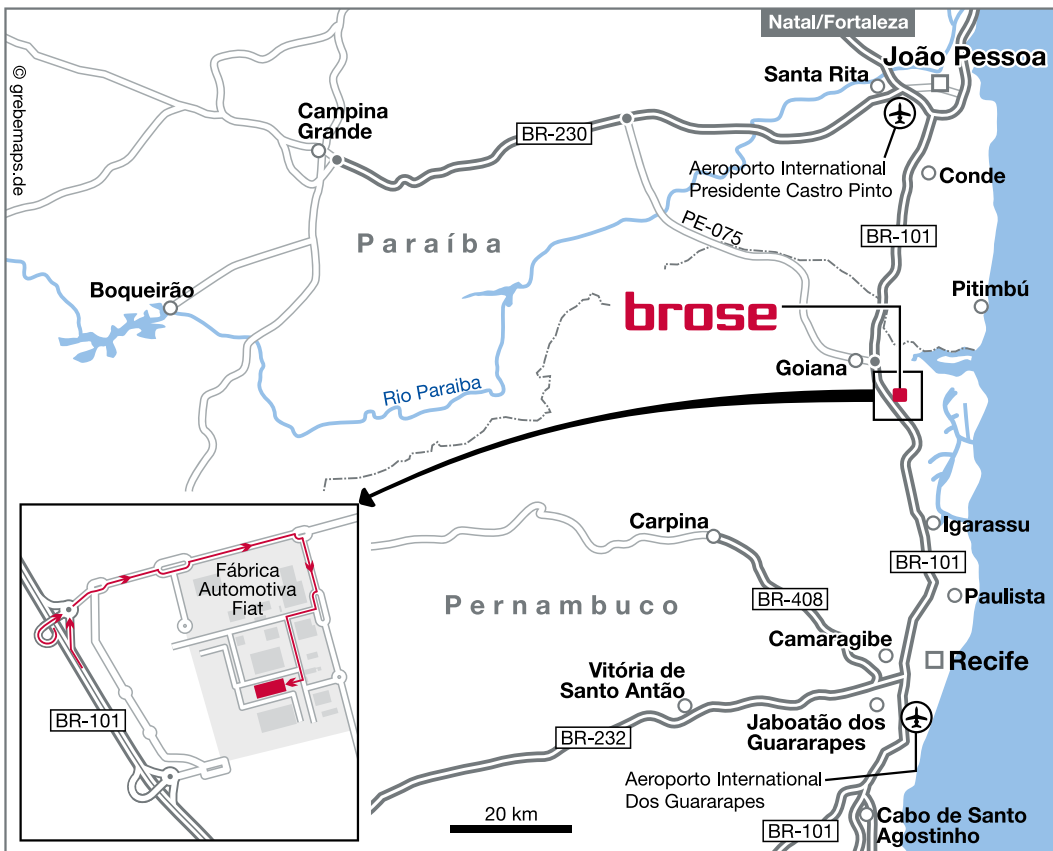 Natal/Fortaleza
João Pessoa
Santa Rita
© grebemaps.de
Campina
Grande
BR-230
Aeroporto International
Presidente Castro Pinto
Conde
PE-075
BR-101
Paraíba
Boqueirão
brose
Pitimbú
Goiana
Rio Paraiba
Carpina
Igarassu
BR-101
Fábrica
Automotiva
Fiat
Pernambuco
BR-408
Paulista
Camaragibe
Recife
Vitória de
Santo Antão
BR-101
Jaboatão dos
Guararapes
BR-232
Aeroporto International
Dos Guararapes
20 km
BR-101
Cabo de Santo
Agostinho